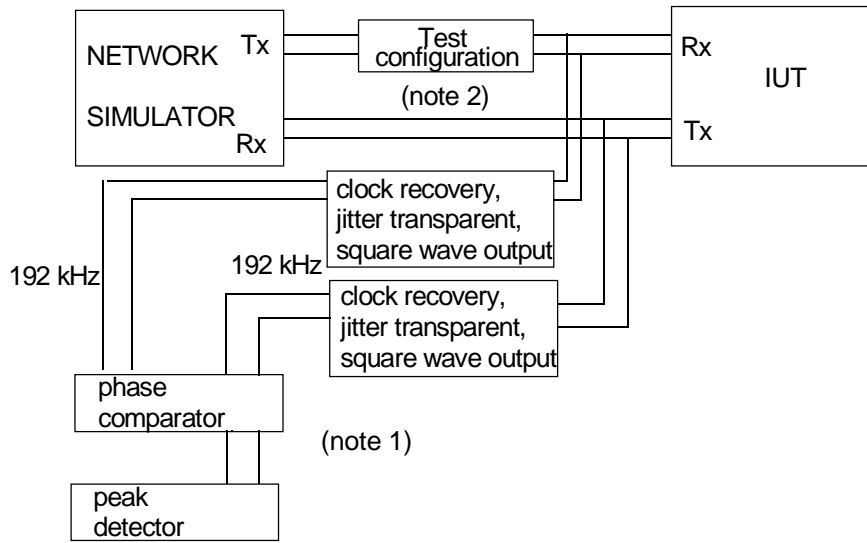 NETWORK
SIMULATOR
Tx
Rx
Test
configuration
(note 2)
Rx
Tx
IUT
clock recovery,
jitter transparent,
square wave output
192 kHz
192 kHz
clock recovery,
jitter transparent,
square wave output
phase
comparator
(note 1)
peak
detector